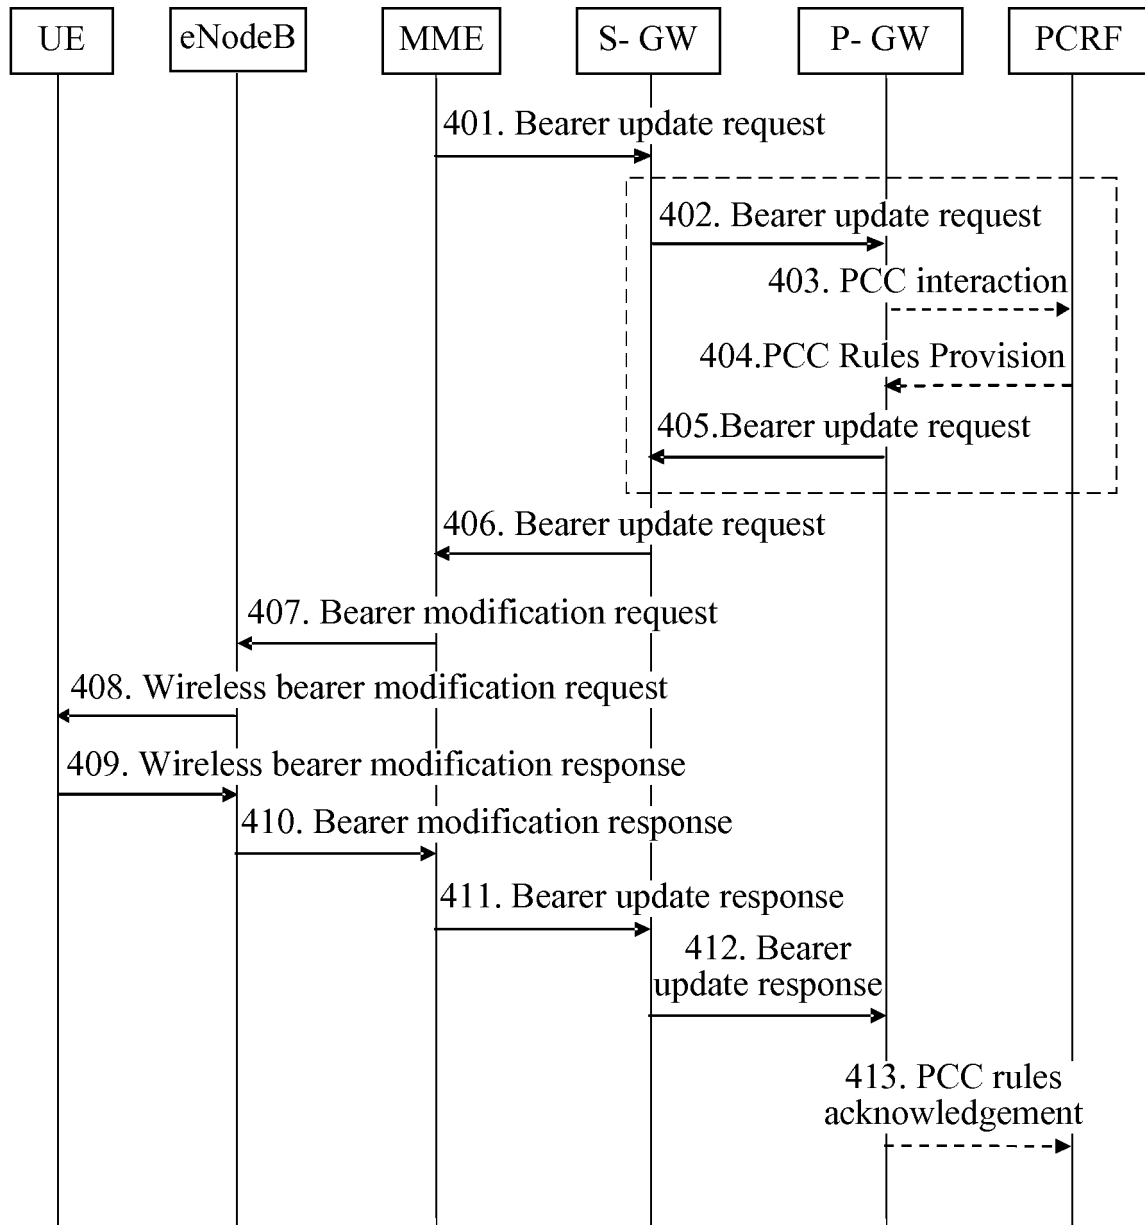 UE
eNodeB
MME
S- GW
P- GW
PCRF
401. Bearer update request
402. Bearer update request
403. PCC interaction
404.PCC Rules Provision
405.Bearer update request
406. Bearer update request
407. Bearer modification request
408. Wireless bearer modification request
409. Wireless bearer modification response
410. Bearer modification response
411. Bearer update response
412. Bearer
update response
413. PCC rules
acknowledgement